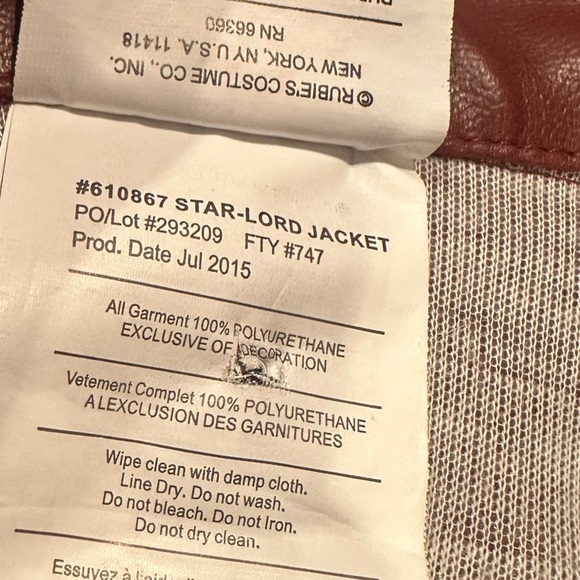 © RUBIE'S COSTUME CO., INC.
NEW YORK, NY U.S.A. 11418
RN 66360
#610867 STAR-LORD JACKET
PO/Lot #293209 FTY #747
Prod. Date Jul 2015
All Garment 100% POLYURETHANE
EXCLUSIVE OF DECORATION
Vetement Complet 100% POLYURETHANE
A LEXCLUSION DES GARNITURES
Wipe clean with damp cloth.
Line Dry. Do not wash.
Do not bleach. Do not Iron.
Do not dry clean.
Essuyez